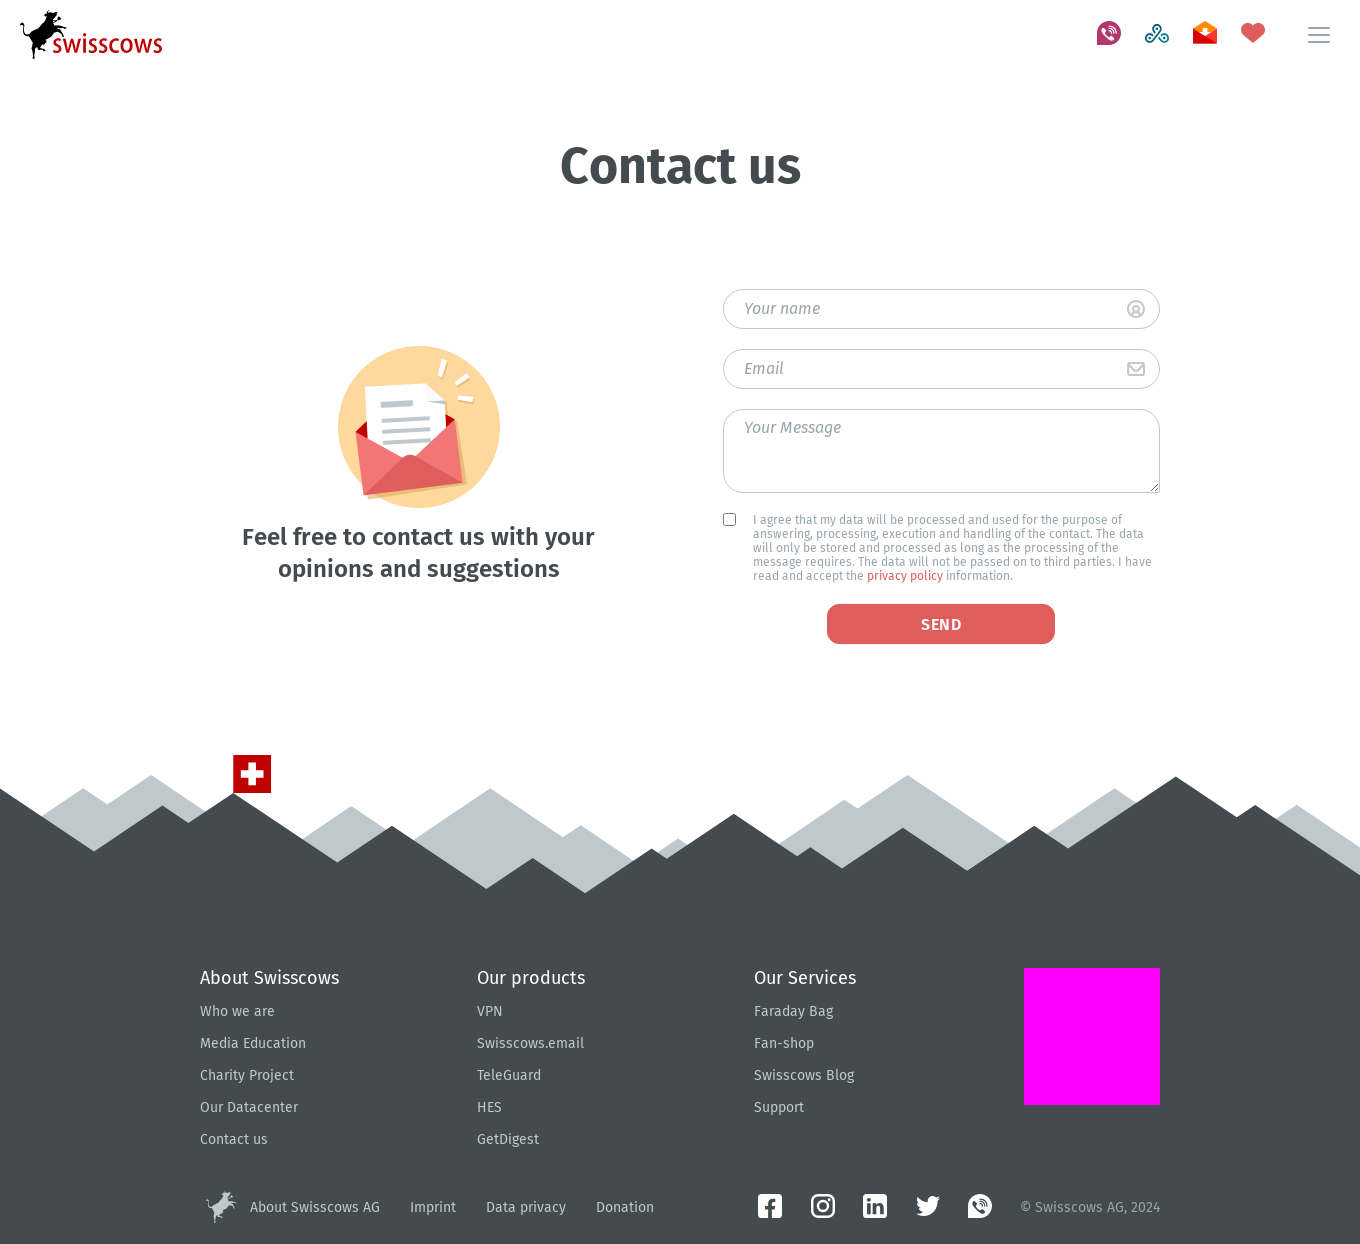 swisscows
Contact us
Your name
Email
Your Message
Feel free to contact us with your
opinions and suggestions
I agree that my data will be processed and used for the purpose of
answering, processing, execution and handling of the contact. The data
will only be stored and processed as long as the processing of the
message requires. The data will not be passed on to third parties. I have
read and accept the privacy policy information.
SEND
About Swisscows
Who we are
Media Education
Charity Project
Our Datacenter
Contact us
Our products
VPN
Swisscows.email
TeleGuard
HES
GetDigest
Our Services
Faraday Bag
Fan-shop
Swisscows Blog
Support
About Swisscows AG Imprint Data privacy Donation
© Swisscows AG, 2024